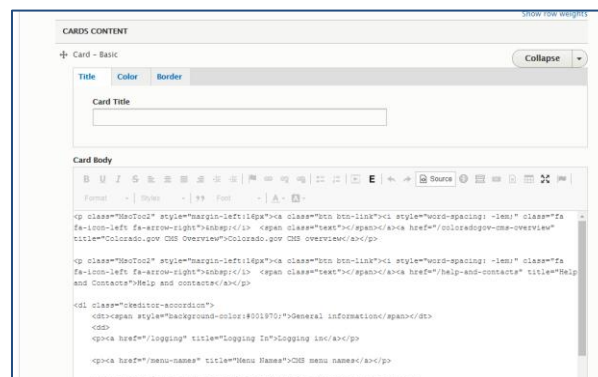 Show row weights
CARDS CONTENT
Card - Basic
Collapse
Title Color Border
Card Title
Card Body
B U I S
E
Source
Format Styles Font A
<p class="MsoToc2" style="margin-left:16px"><a class="btn btn-link"><i style="word-spacing: -1em;" class="fa
fa-icon-left fa-arrow-right">&nbsp;</i>  <span class="text"></span></a><a href="/coloradogov-cms-overview"
title="Colorado.gov CMS Overview">Colorado.gov CMS overview</a></p>
<p class="MsoToc2" style="margin-left:16px"><a class="btn btn-link"><i style="word-spacing: -1em;" class="fa
fa-icon-left fa-arrow-right">&nbsp;</i>  <span class="text"></span></a><a href="/help-and-contacts" title="Help
and Contacts">Help and contacts</a></p>
<dl class="ckeditor-accordion">
<dt><span style="background-color:#001970;">General information</span></dt>
<dd>
<p><a href="/logging" title="Logging In">Logging in</a></p>
<p><a href="/menu-names" title="Menu Names">CMS menu names</a></p>